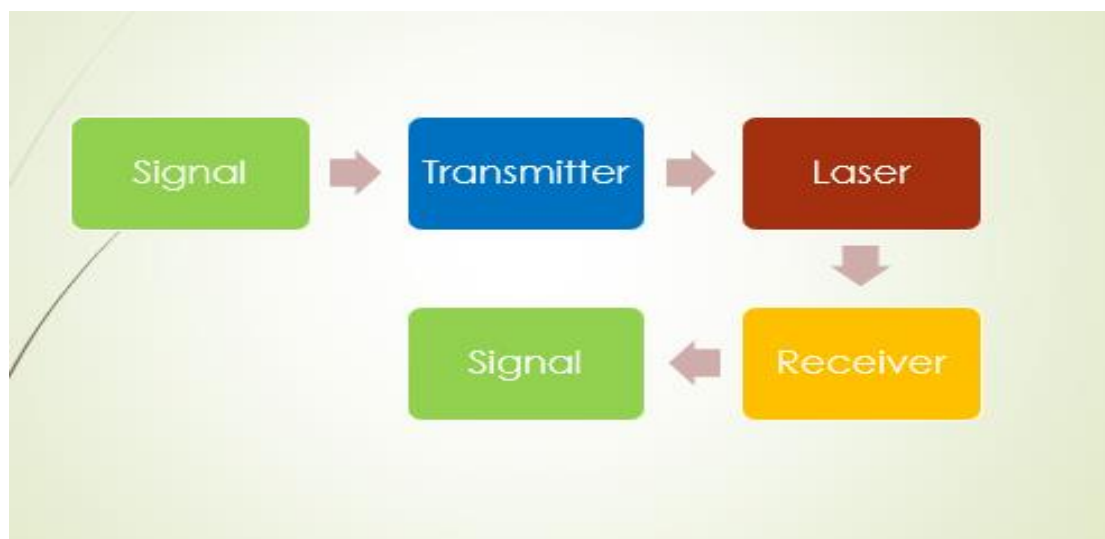 Signal
Transmitter
Laser
Receiver
Signal